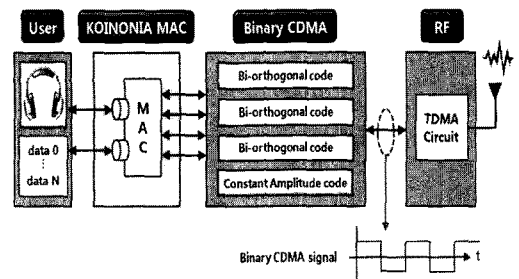 User
KOINONIA MAC
Binary CDMA
RF
data 0
data N
M
A
C
Bi-orthogonal code
Bi-orthogonal code
Bi-orthogonal code
Constant Amplitude code
TDMA
Circuit
Binary CDMA signal
t